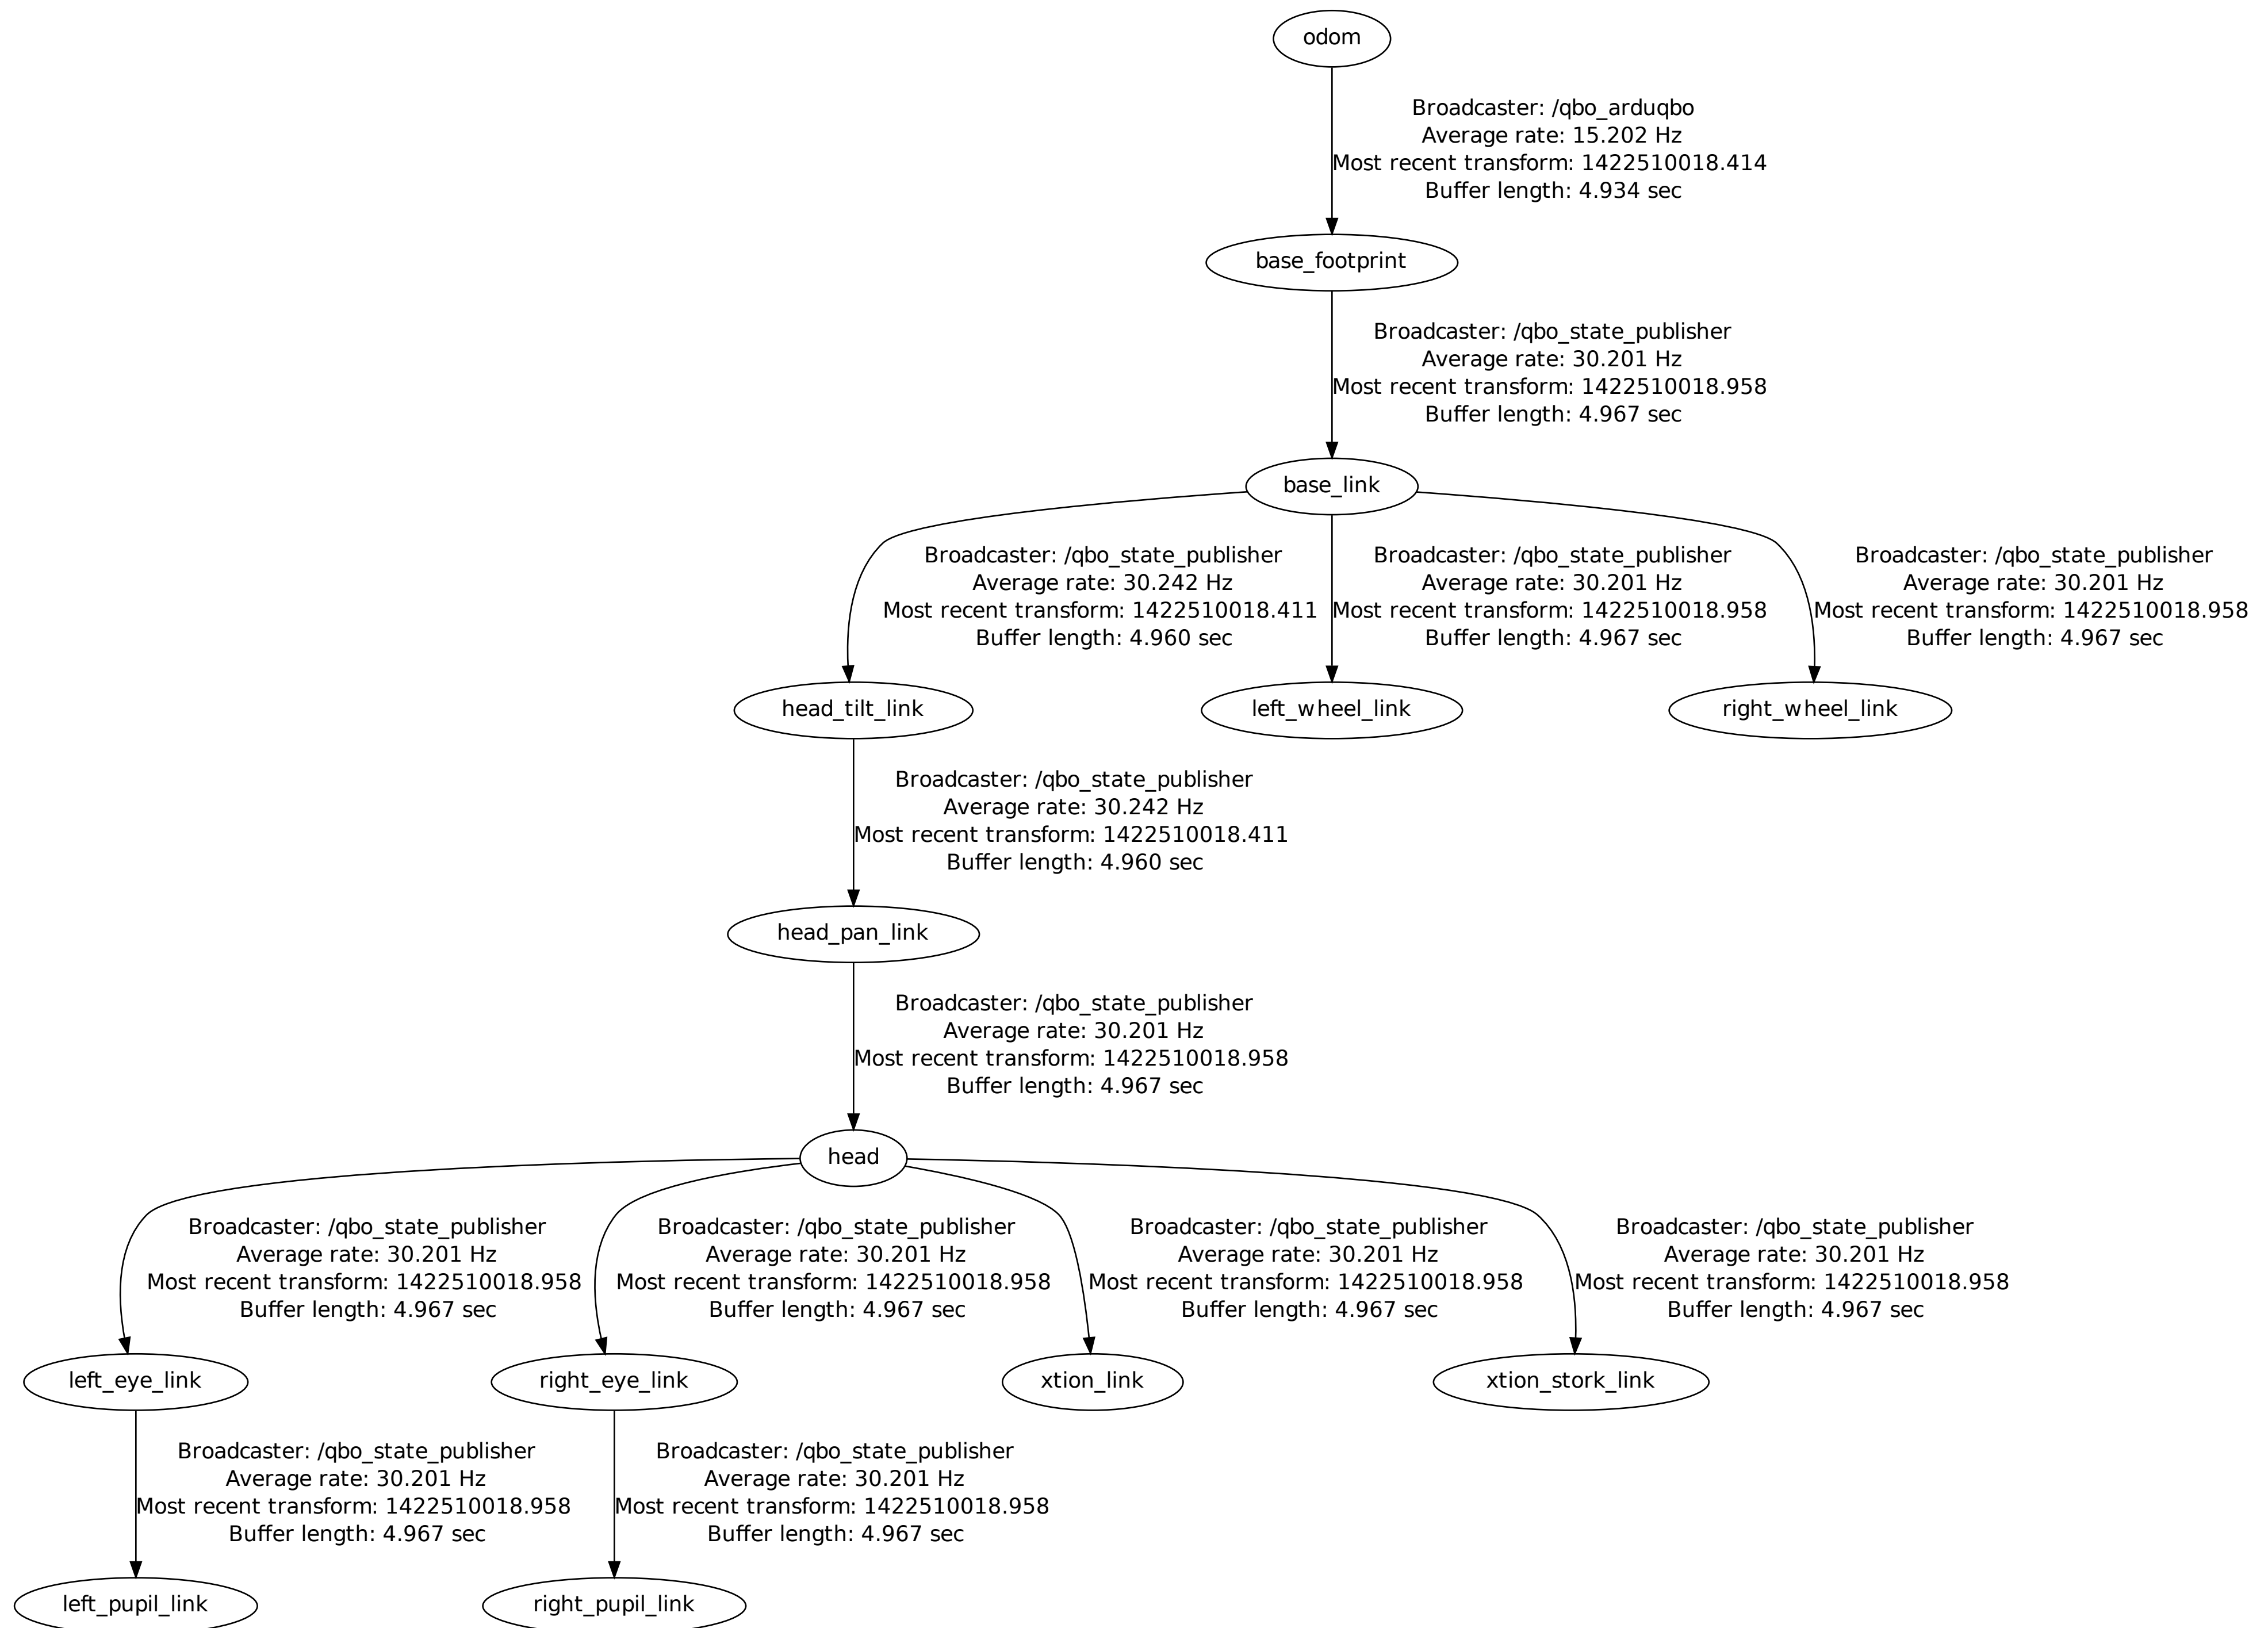 odom
Broadcaster: /qbo_arduqbo
Average rate: 15.202 Hz
Most recent transform: 1422510018.414
Buffer length: 4.934 sec
base_footprint
Broadcaster: /qbo_state_publisher
Average rate: 30.201 Hz
Most recent transform: 1422510018.958
Buffer length: 4.967 sec
base_link
Broadcaster: /qbo_state_publisher
Average rate: 30.242 Hz
Most recent transform: 1422510018.411
Buffer length: 4.960 sec
Broadcaster: /qbo_state_publisher
Average rate: 30.201 Hz
Most recent transform: 1422510018.958
Buffer length: 4.967 sec
Broadcaster: /qbo_state_publisher
Average rate: 30.201 Hz
Most recent transform: 1422510018.958
Buffer length: 4.967 sec
head_tilt_link
left_wheel_link
right_wheel_link
Broadcaster: /qbo_state_publisher
Average rate: 30.242 Hz
Most recent transform: 1422510018.411
Buffer length: 4.960 sec
head_pan_link
Broadcaster: /qbo_state_publisher
Average rate: 30.201 Hz
Most recent transform: 1422510018.958
Buffer length: 4.967 sec
head
Broadcaster: /qbo_state_publisher
Average rate: 30.201 Hz
Most recent transform: 1422510018.958
Buffer length: 4.967 sec
Broadcaster: /qbo_state_publisher
Average rate: 30.201 Hz
Most recent transform: 1422510018.958
Buffer length: 4.967 sec
Broadcaster: /qbo_state_publisher
Average rate: 30.201 Hz
Most recent transform: 1422510018.958
Buffer length: 4.967 sec
Broadcaster: /qbo_state_publisher
Average rate: 30.201 Hz
Most recent transform: 1422510018.958
Buffer length: 4.967 sec
left_eye_link
right_eye_link
xtion_link
xtion_stork_link
Broadcaster: /qbo_state_publisher
Average rate: 30.201 Hz
Most recent transform: 1422510018.958
Buffer length: 4.967 sec
Broadcaster: /qbo_state_publisher
Average rate: 30.201 Hz
Most recent transform: 1422510018.958
Buffer length: 4.967 sec
left_pupil_link
right_pupil_link